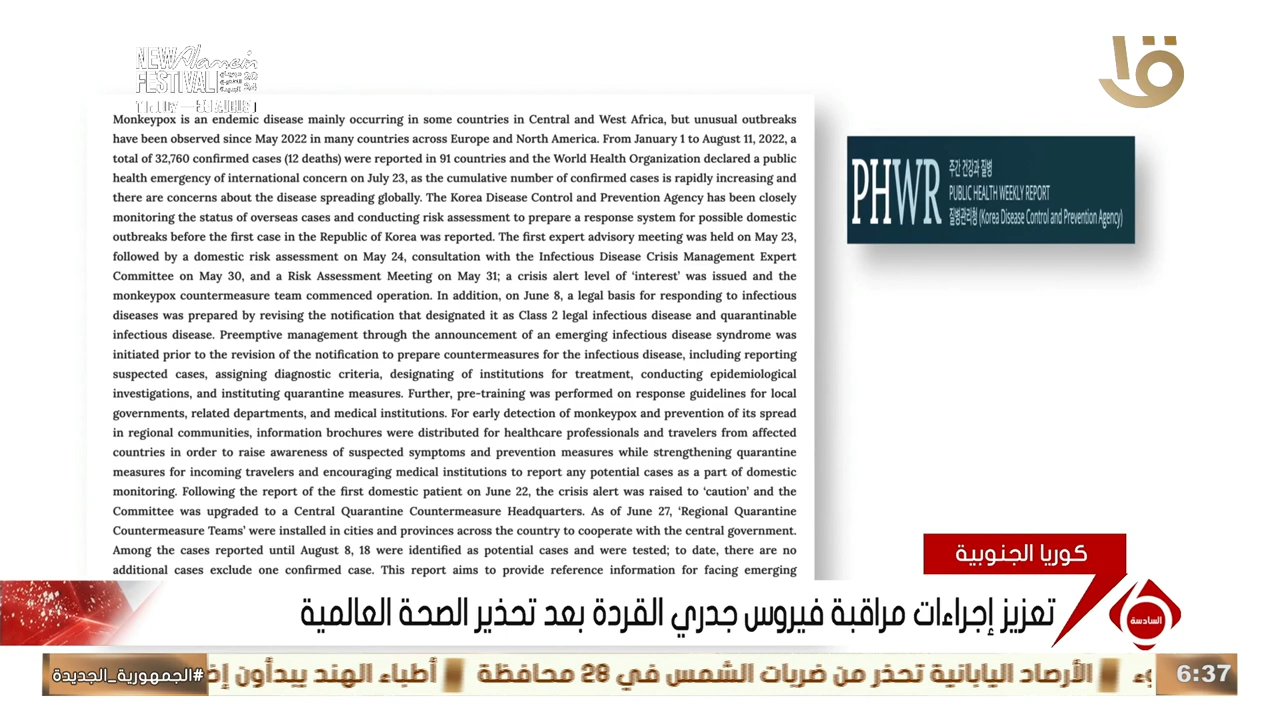 NEW Alamein
FESTIVAL
Monkeypox is an endemic disease mainly occurring in some countries in Central and West Africa, but unusual outbreaks
have been observed since May 2022 in many countries across Europe and North America. From January 1 to August 11, 2022, a
total of 32,760 confirmed cases (12 deaths) were reported in 91 countries and the World Health Organization declared a public
health emergency of international concern on July 23, as the cumulative number of confirmed cases is rapidly increasing and
there are concerns about the disease spreading globally. The Korea Disease Control and Prevention Agency has been closely
monitoring the status of overseas cases and conducting risk assessment to prepare a response system for possible domestic
outbreaks before the first case in the Republic of Korea was reported. The first expert advisory meeting was held on May 23,
followed by a domestic risk assessment on May 24, consultation with the Infectious Disease Crisis Management Expert
Committee on May 30, and a Risk Assessment Meeting on May 31; a crisis alert level of ‘interest’ was issued and the
monkeypox countermeasure team commenced operation. In addition, on June 8, a legal basis for responding to infectious
diseases was prepared by revising the notification that designated it as Class 2 legal infectious disease and quarantinable
infectious disease. Preemptive management through the announcement of an emerging infectious disease syndrome was
initiated prior to the revision of the notification to prepare countermeasures for the infectious disease, including reporting
suspected cases, assigning diagnostic criteria, designating of institutions for treatment, conducting epidemiological
investigations, and instituting quarantine measures. Further, pre-training was performed on response guidelines for local
governments, related departments, and medical institutions. For early detection of monkeypox and prevention of its spread
in regional communities, information brochures were distributed for healthcare professionals and travelers from affected
countries in order to raise awareness of suspected symptoms and prevention measures while strengthening quarantine
measures for incoming travelers and encouraging medical institutions to report any potential cases as a part of domestic
monitoring. Following the report of the first domestic patient on June 22, the crisis alert was raised to ‘caution’ and the
Committee was upgraded to a Central Quarantine Countermeasure Headquarters. As of June 27, ‘Regional Quarantine
Countermeasure Teams’ were installed in cities and provinces across the country to cooperate with the central government.
Among the cases reported until August 8, 18 were identified as potential cases and were tested; to date, there are no
additional cases exclude one confirmed case. This report aims to provide reference information for facing emerging
PHWR
주간 건강과 질병
PUBLIC HEALTH WEEKLY REPORT
질병관리청 (Korea Disease Control and Prevention Agency)
كوريا الجنوبية
تعزيز إجراءات مراقبة فيروس جدري القردة بعد تحذير الصحة العالمية
السادسة
6:37
الأرصاد اليابانية تحذر من ضربات الشمس في 28 محافظة
أطباء الهند يبدأون
#الجمهورية_الجديدة